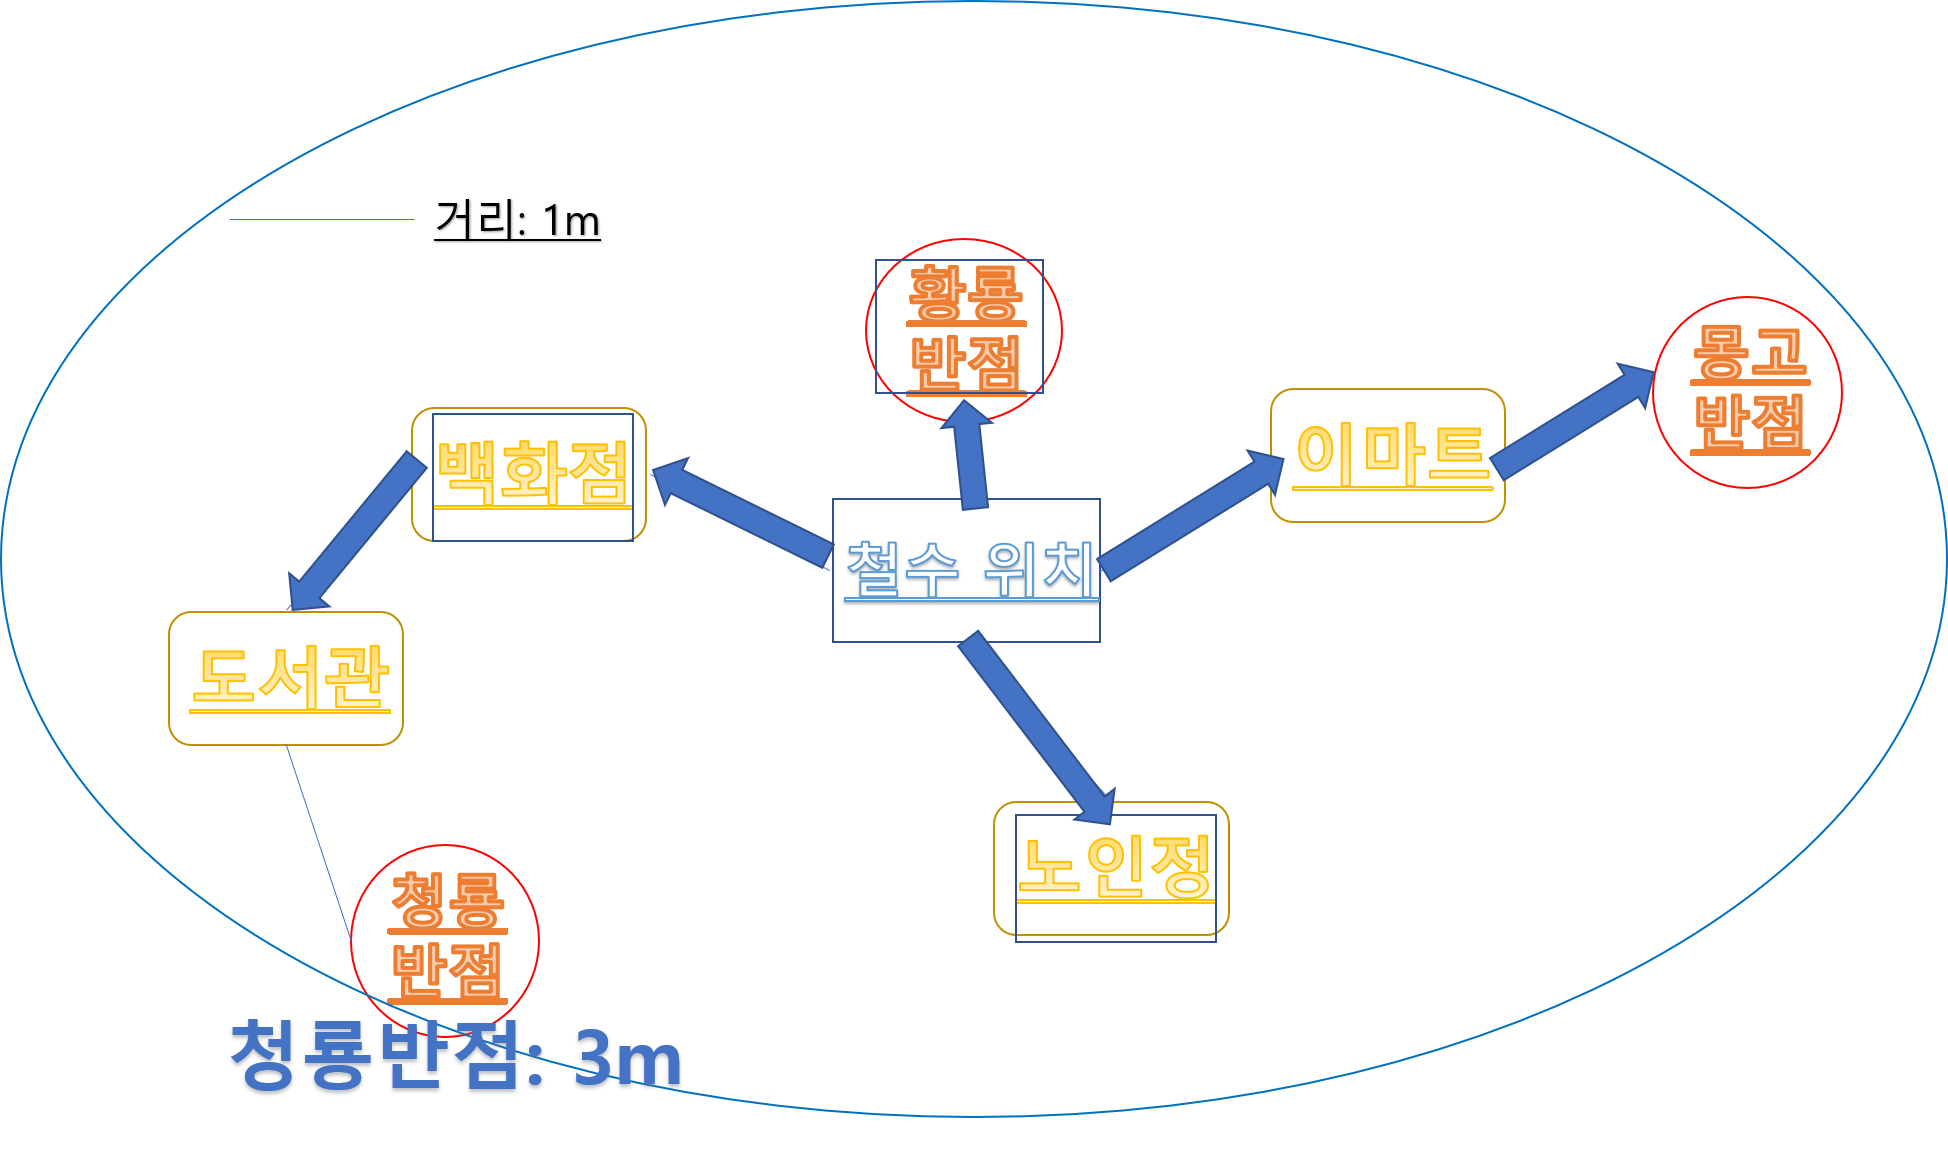 거리: 1m
황룡
반점
몽고
반점
백화점
이마트
철수 위치
도서관
노인정
청룡
반점
청룡반점: 3m